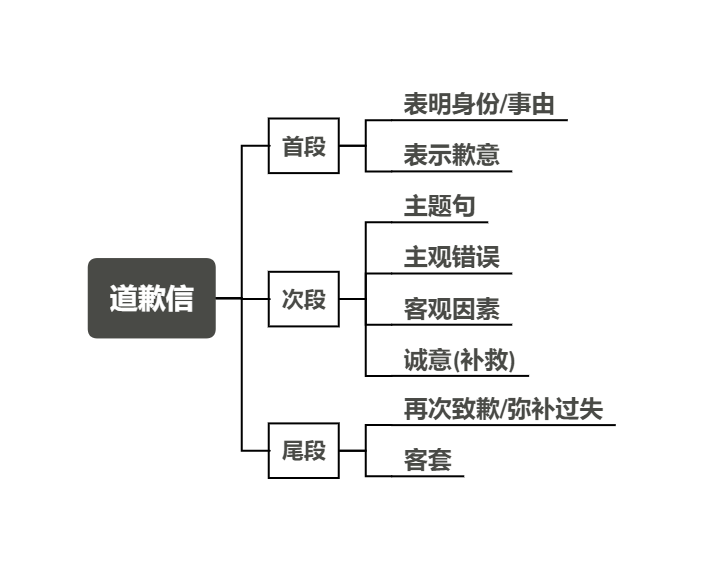 道歉信
首段
表明身份/事由
表示歉意
次段
主题句
主观错误
客观因素
诚意(补救)
尾段
再次致歉/弥补过失
客套